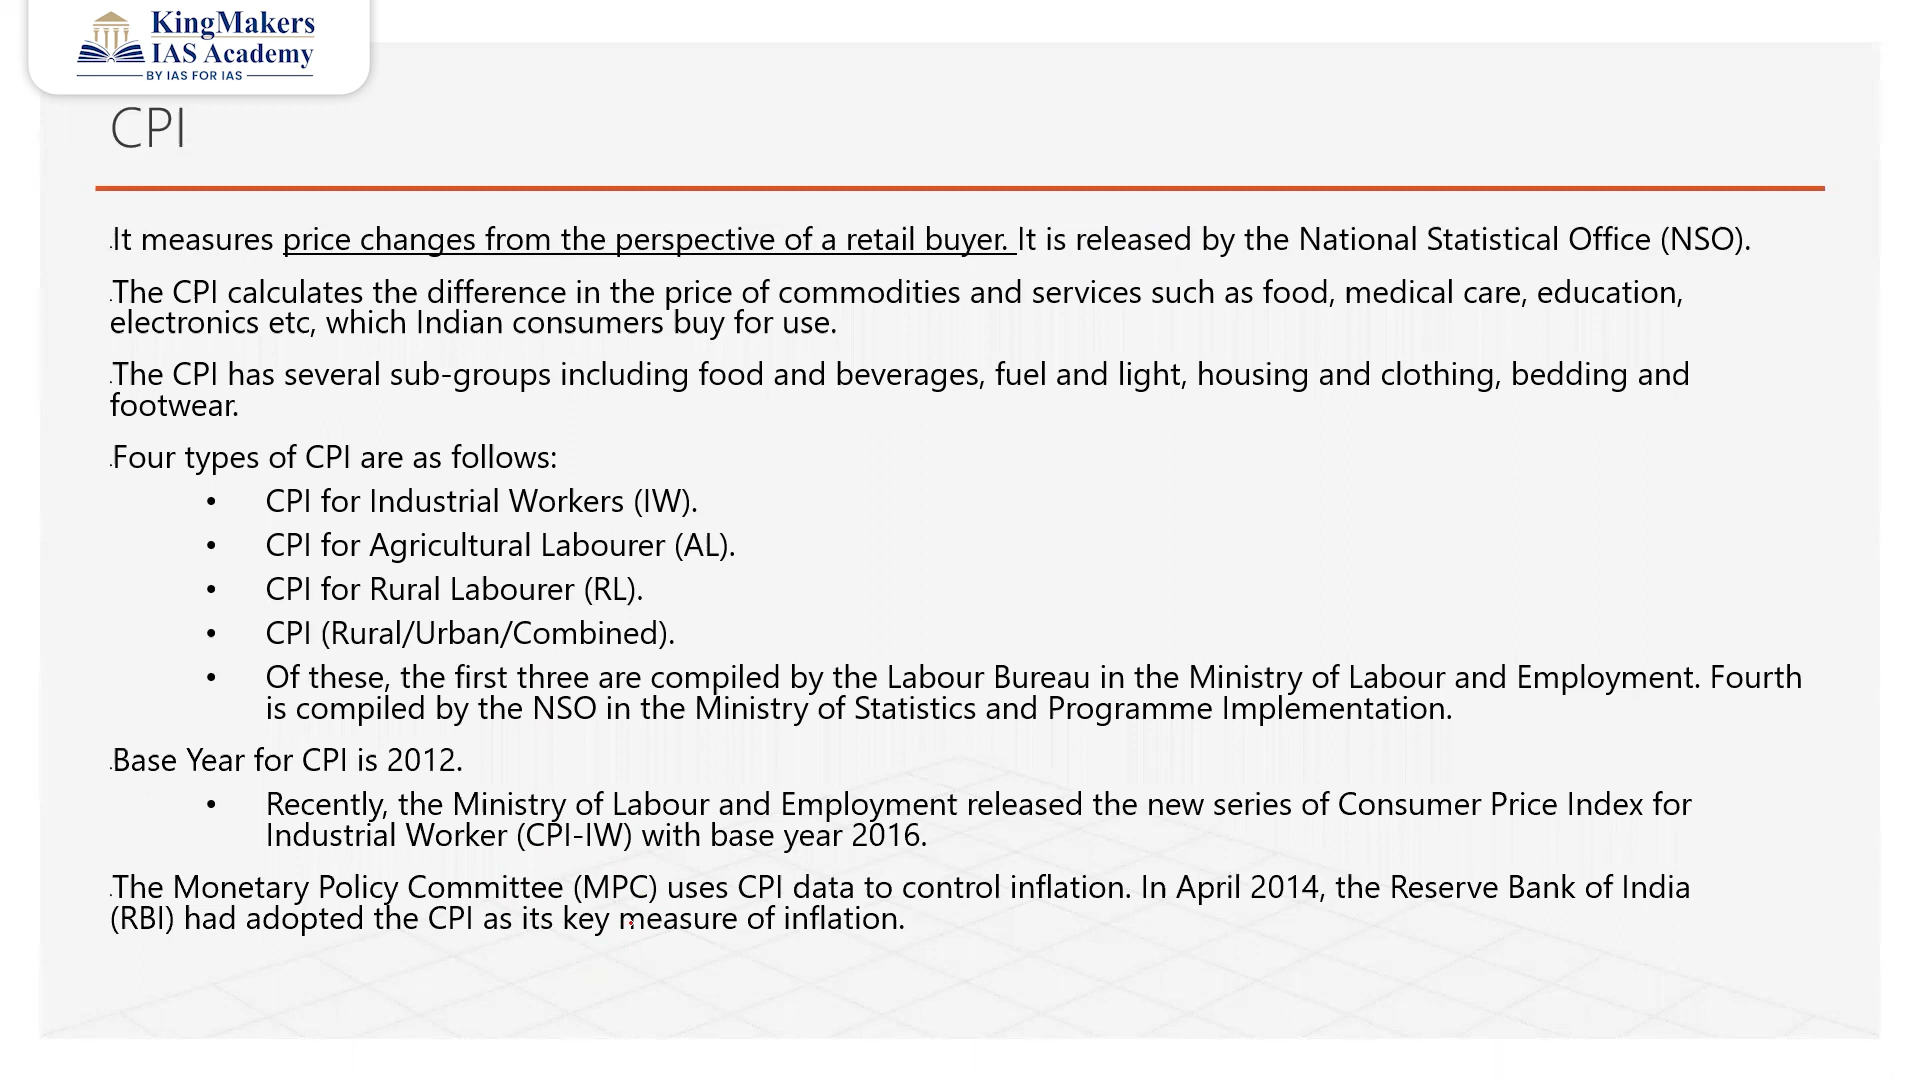 KingMakers
IAS Academy
BY IAS FOR IAS
CPI
It measures price changes from the perspective of a retail buyer. It is released by the National Statistical Office (NSO).
The CPI calculates the difference in the price of commodities and services such as food, medical care, education,
electronics etc, which Indian consumers buy for use.
The CPI has several sub-groups including food and beverages, fuel and light, housing and clothing, bedding and
footwear.
Four types of CPI are as follows:
• CPI for Industrial Workers (IW).
• CPI for Agricultural Labourer (AL).
• CPI for Rural Labourer (RL).
• CPI (Rural/Urban/Combined).
• Of these, the first three are compiled by the Labour Bureau in the Ministry of Labour and Employment. Fourth
is compiled by the NSO in the Ministry of Statistics and Programme Implementation.
Base Year for CPI is 2012.
• Recently, the Ministry of Labour and Employment released the new series of Consumer Price Index for
Industrial Worker (CPI-IW) with base year 2016.
The Monetary Policy Committee (MPC) uses CPI data to control inflation. In April 2014, the Reserve Bank of India
(RBI) had adopted the CPI as its key measure of inflation.